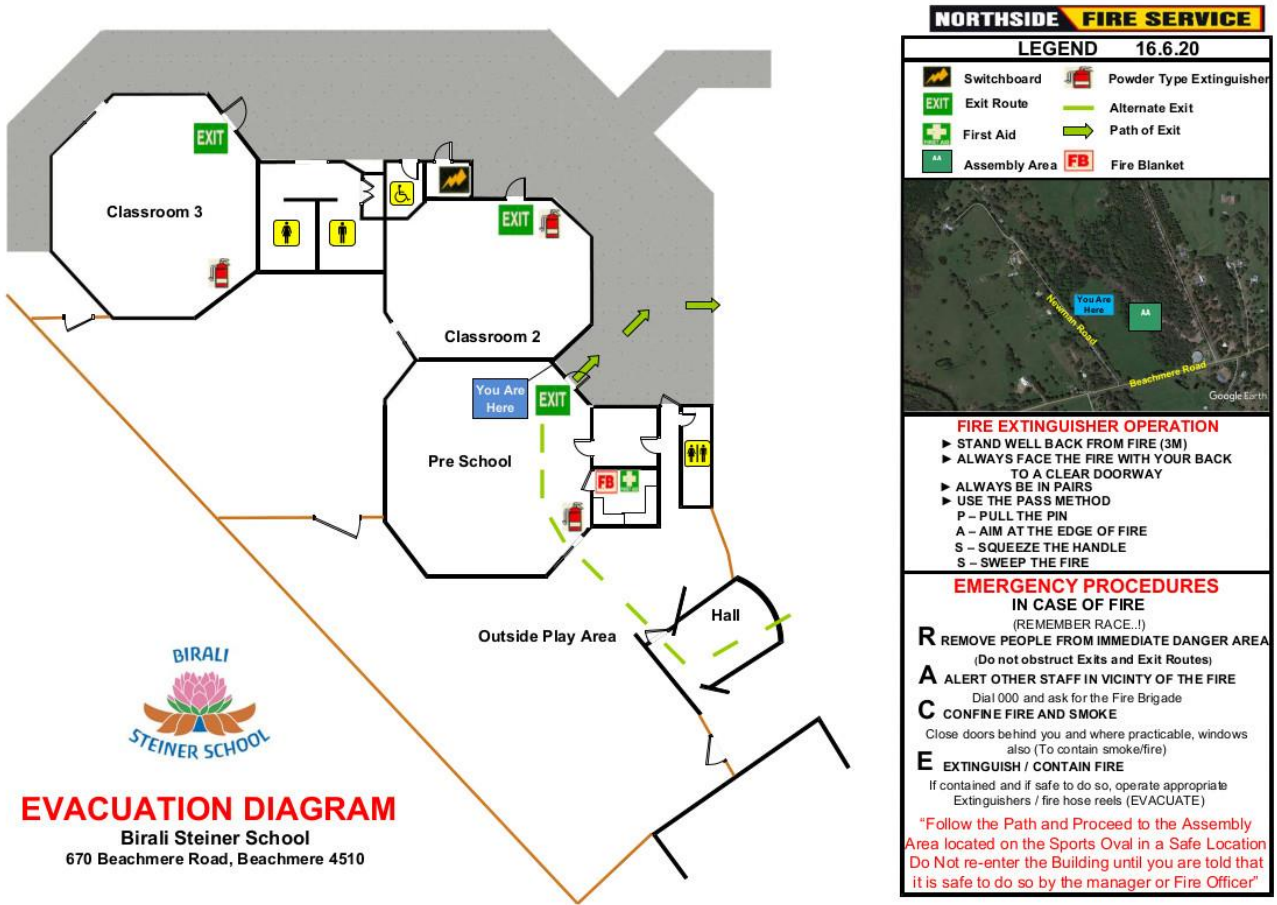 NORTHSIDE FIRE SERVICE
LEGEND 16.6.20
Switchboard
Powder Type Extinguisher
EXIT
Exit Route
Alternate Exit
FIRST AID
First Aid
Path of Exit
AA
Assembly Area
FB
Fire Blanket
EXIT
Classroom 3
EXIT
Classroom 2
You Are
Here
EXIT
Pre School
FB
FIRST AID
Hall
Outside Play Area
You Are
Here
AA
Newman Road
Beachmere Road
Google Earth
FIRE EXTINGUISHER OPERATION
► STAND WELL BACK FROM FIRE (3M)
► ALWAYS FACE THE FIRE WITH YOUR BACK
TO A CLEAR DOORWAY
► ALWAYS BE IN PAIRS
► USE THE PASS METHOD
P – PULL THE PIN
A – AIM AT THE EDGE OF FIRE
S – SQUEEZE THE HANDLE
S – SWEEP THE FIRE
EMERGENCY PROCEDURES
IN CASE OF FIRE
(REMEMBER RACE..!)
R REMOVE PEOPLE FROM IMMEDIATE DANGER AREA
(Do not obstruct Exits and Exit Routes)
A ALERT OTHER STAFF IN VICINTY OF THE FIRE
Dial 000 and ask for the Fire Brigade
C CONFINE FIRE AND SMOKE
Close doors behind you and where practicable, windows
also (To contain smoke/fire)
E EXTINGUISH / CONTAIN FIRE
If contained and if safe to do so, operate appropriate
Extinguishers / fire hose reels (EVACUATE)
“Follow the Path and Proceed to the Assembly
Area located on the Sports Oval in a Safe Location
Do Not re-enter the Building until you are told that
it is safe to do so by the manager or Fire Officer”
BIRALI
STEINER SCHOOL
EVACUATION DIAGRAM
Birali Steiner School
670 Beachmere Road, Beachmere 4510